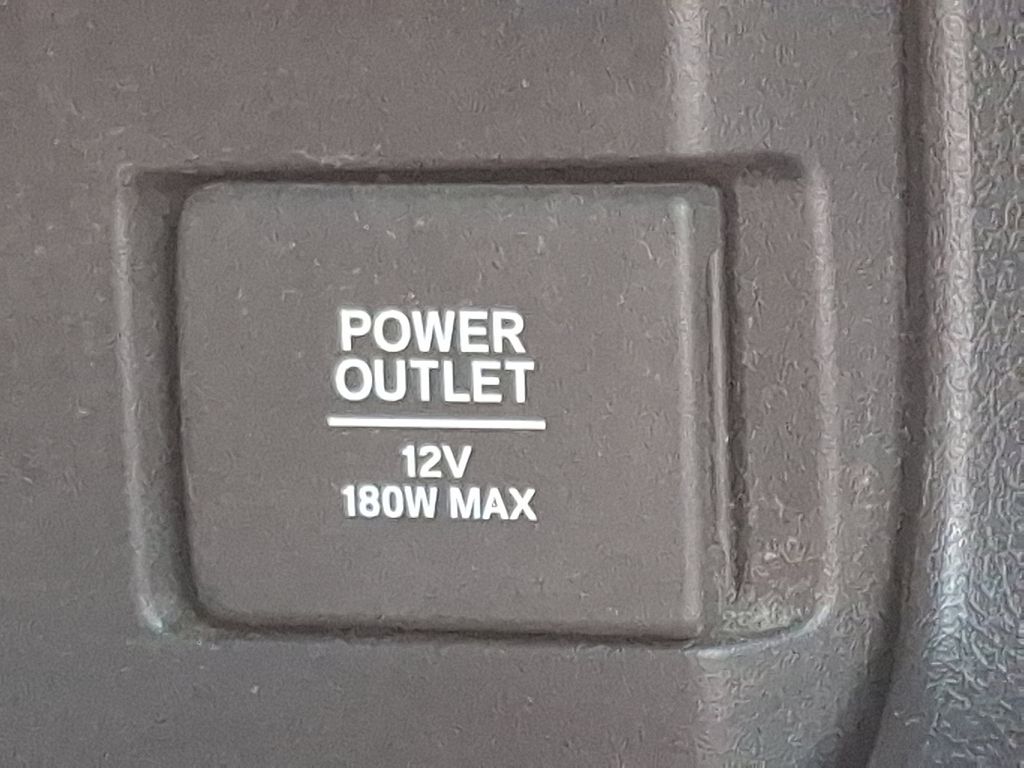 POWER
OUTLET
12V
180W MAX